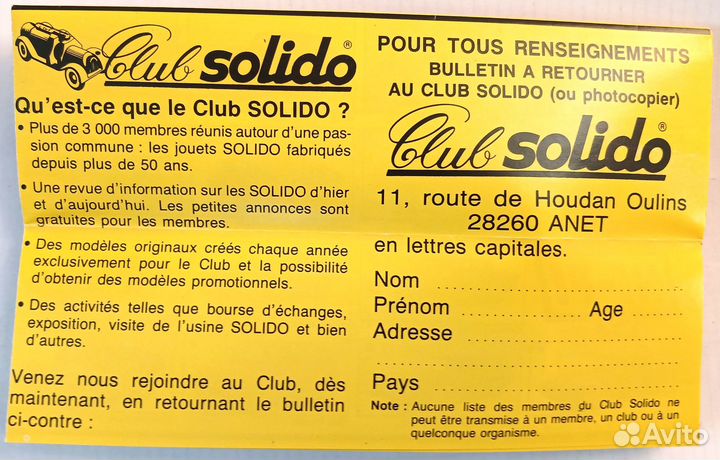 Club solido®
Qu'est-ce que le Club SOLIDO ?
• Plus de 3 000 membres réunis autour d'une pas-
sion commune : les jouets SOLIDO fabriqués
depuis plus de 50 ans.
• Une revue d'information sur les SOLIDO d'hier
et d'aujourd'hui. Les petites annonces sont
gratuites pour les membres.
• Des modèles originaux créés chaque année
exclusivement pour le Club et la possibilité
d'obtenir des modèles promotionnels.
• Des activités telles que bourse d'échanges,
exposition, visite de l'usine SOLIDO et bien
d'autres.
Venez nous rejoindre au Club, dès
maintenant, en retournant le bulletin
ci-contre :
POUR TOUS RENSEIGNEMENTS
BULLETIN A RETOURNER
AU CLUB SOLIDO (ou photocopier)
Club solido®
11, route de Houdan Oulins
28260 ANET
en lettres capitales.
Nom ..............................
Prénom .............. Age ........
Adresse ..........................
..................................
Pays .............................
Note : Aucune liste des membres du Club Solido ne
peut être transmise à un membre, un club ou à un
quelconque organisme.
Avito